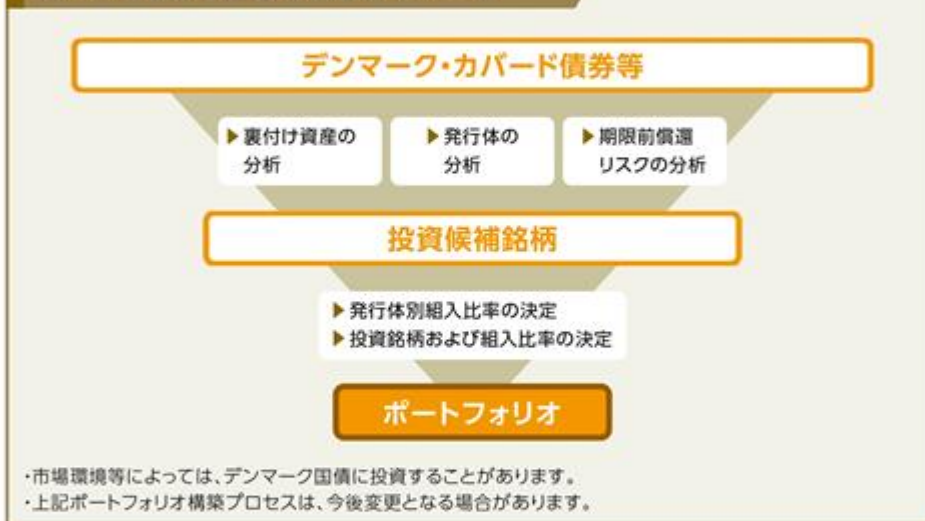 デンマーク・カバード債券等
▶裏付け資産の
分析
▶発行体の
分析
▶期限前償還
リスクの分析
投資候補銘柄
▶発行体別組入比率の決定
▶投資銘柄および組入比率の決定
ポートフォリオ
・市場環境等によっては、デンマーク国債に投資することがあります。
・上記ポートフォリオ構築プロセスは、今後変更となる場合があります。